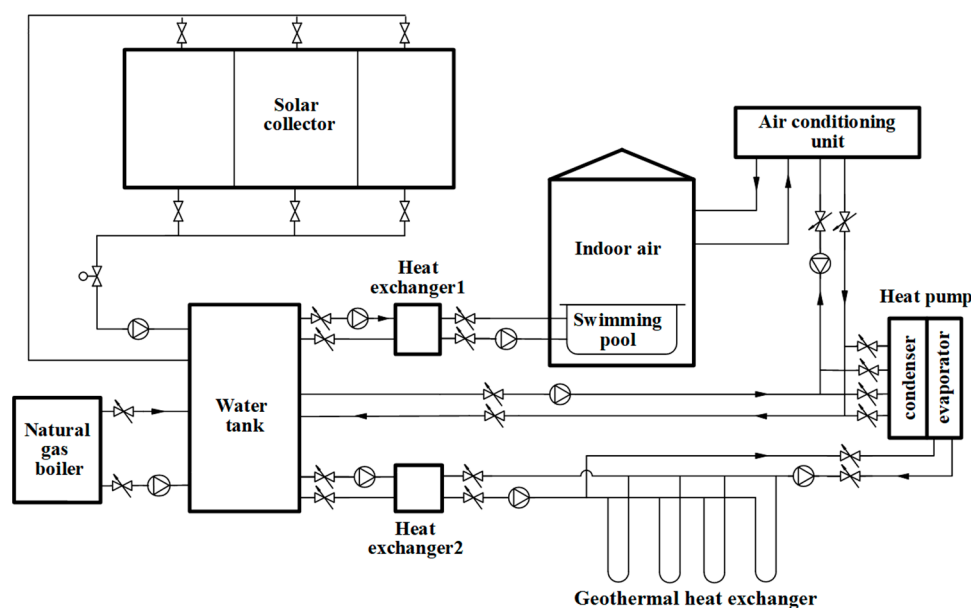 Solar
collector
Air conditioning
unit
Indoor air
Heat
exchanger1
Swimming
pool
Heat pump
condenser
evaporator
Water
tank
Natural
gas
boiler
Heat
exchanger2
Geothermal heat exchanger